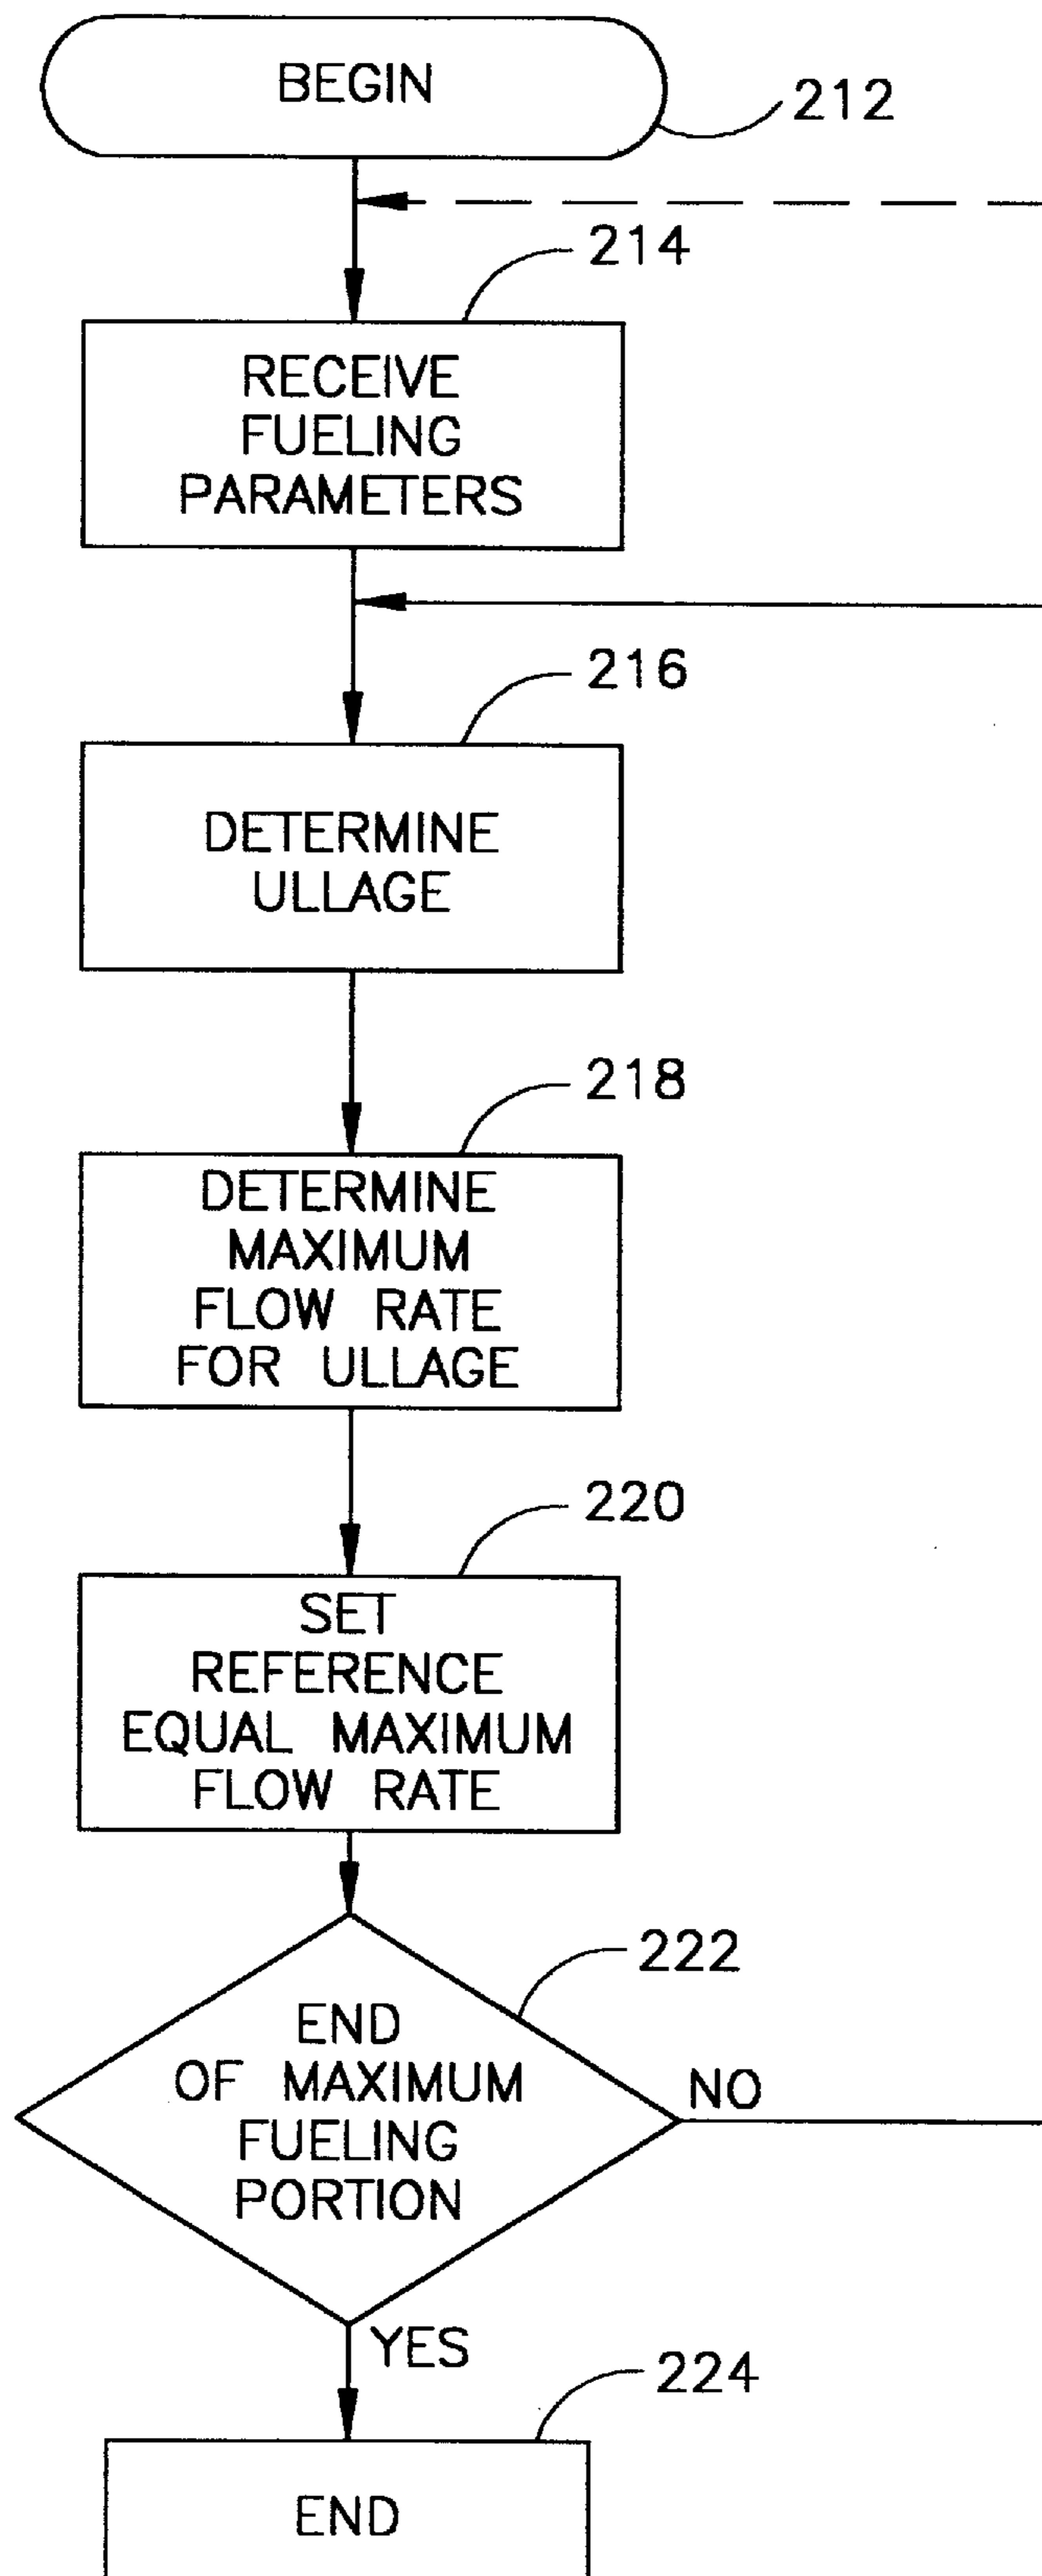 BEGIN
212
214
RECEIVE
FUELING
PARAMETERS
216
DETERMINE
ULLAGE
218
DETERMINE
MAXIMUM
FLOW RATE
FOR ULLAGE
220
SET
REFERENCE
EQUAL MAXIMUM
FLOW RATE
222
END
OF MAXIMUM
FUELING
PORTION
NO
YES
224
END